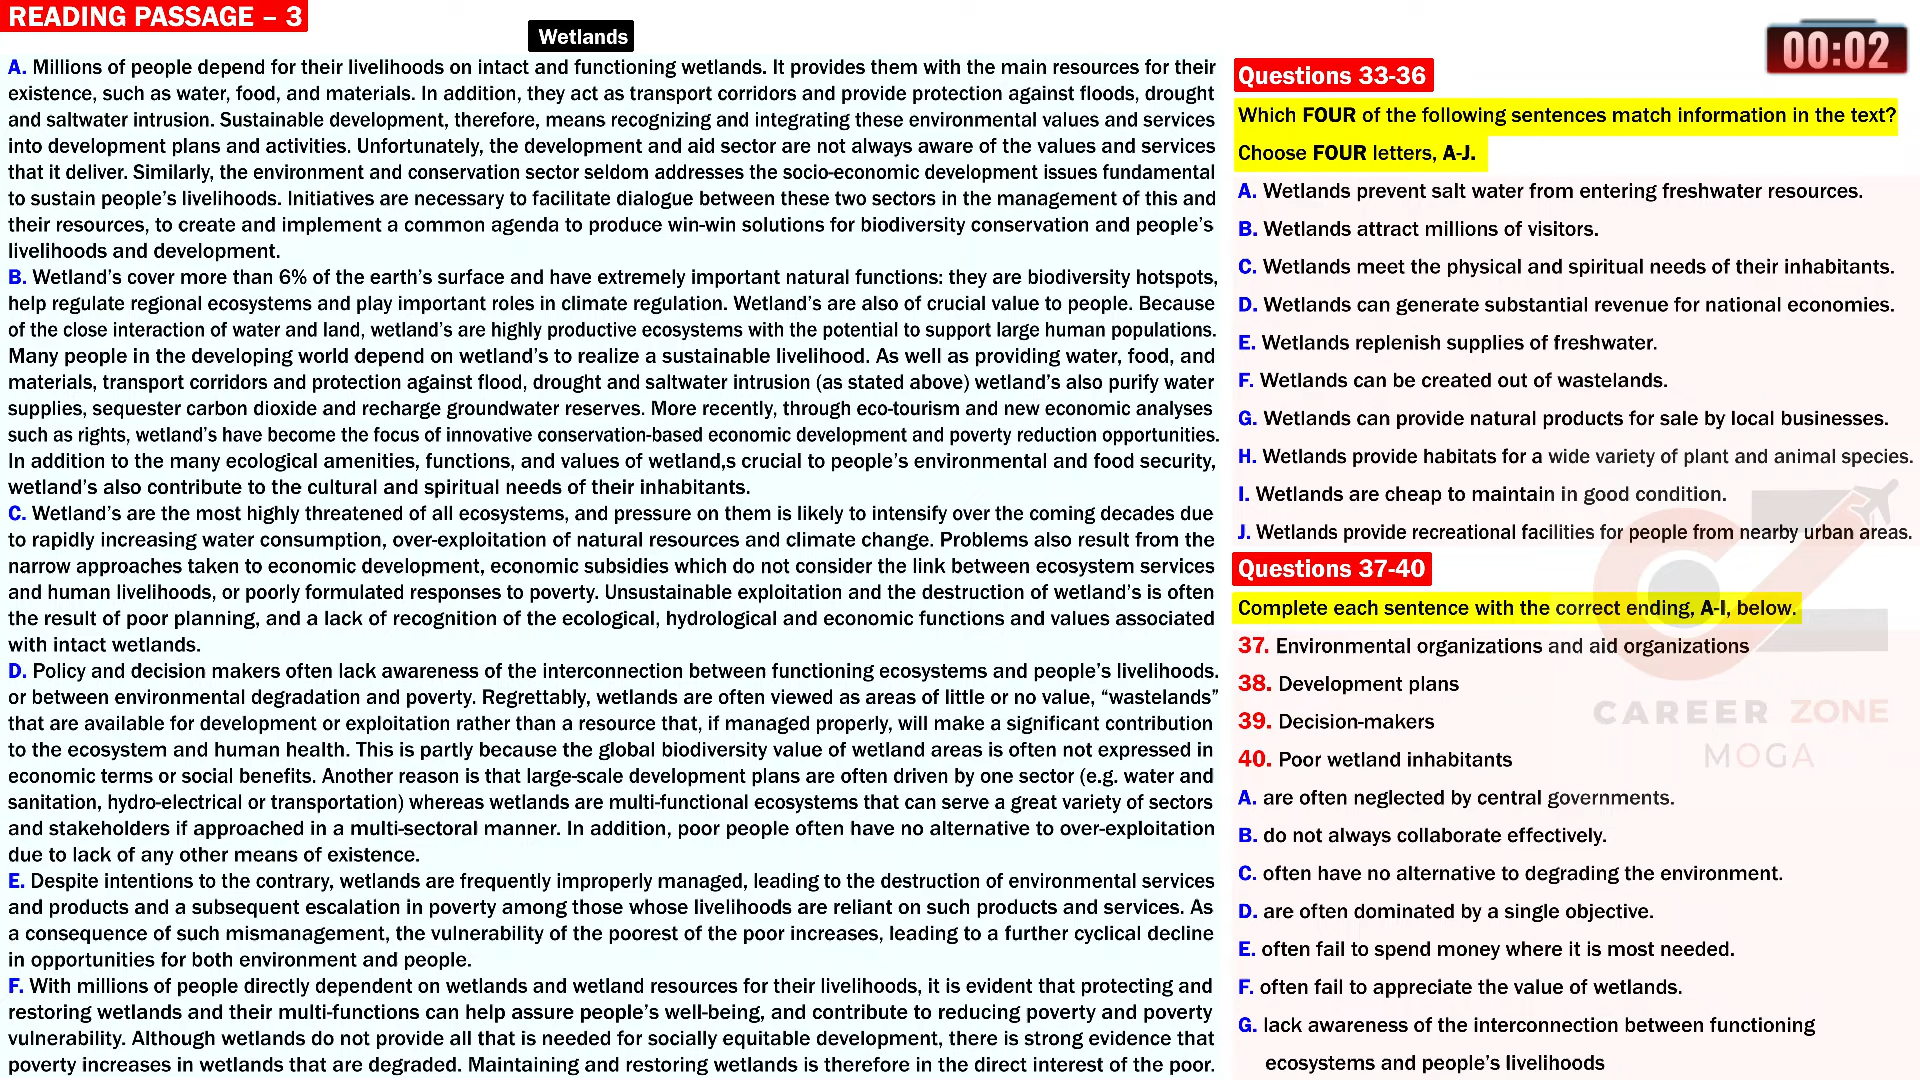 READING PASSAGE – 3
Wetlands
A. Millions of people depend for their livelihoods on intact and functioning wetlands. It provides them with the main resources for their
existence, such as water, food, and materials. In addition, they act as transport corridors and provide protection against floods, drought
and saltwater intrusion. Sustainable development, therefore, means recognizing and integrating these environmental values and services
into development plans and activities. Unfortunately, the development and aid sector are not always aware of the values and services
that it deliver. Similarly, the environment and conservation sector seldom addresses the socio-economic development issues fundamental
to sustain people’s livelihoods. Initiatives are necessary to facilitate dialogue between these two sectors in the management of this and
their resources, to create and implement a common agenda to produce win-win solutions for biodiversity conservation and people’s
livelihoods and development.
B. Wetland’s cover more than 6% of the earth’s surface and have extremely important natural functions: they are biodiversity hotspots,
help regulate regional ecosystems and play important roles in climate regulation. Wetland’s are also of crucial value to people. Because
of the close interaction of water and land, wetland’s are highly productive ecosystems with the potential to support large human populations.
Many people in the developing world depend on wetland’s to realize a sustainable livelihood. As well as providing water, food, and
materials, transport corridors and protection against flood, drought and saltwater intrusion (as stated above) wetland’s also purify water
supplies, sequester carbon dioxide and recharge groundwater reserves. More recently, through eco-tourism and new economic analyses
such as rights, wetland’s have become the focus of innovative conservation-based economic development and poverty reduction opportunities.
In addition to the many ecological amenities, functions, and values of wetland,s crucial to people’s environmental and food security,
wetland’s also contribute to the cultural and spiritual needs of their inhabitants.
C. Wetland’s are the most highly threatened of all ecosystems, and pressure on them is likely to intensify over the coming decades due
to rapidly increasing water consumption, over-exploitation of natural resources and climate change. Problems also result from the
narrow approaches taken to economic development, economic subsidies which do not consider the link between ecosystem services
and human livelihoods, or poorly formulated responses to poverty. Unsustainable exploitation and the destruction of wetland’s is often
the result of poor planning, and a lack of recognition of the ecological, hydrological and economic functions and values associated
with intact wetlands.
D. Policy and decision makers often lack awareness of the interconnection between functioning ecosystems and people’s livelihoods.
or between environmental degradation and poverty. Regrettably, wetlands are often viewed as areas of little or no value, “wastelands”
that are available for development or exploitation rather than a resource that, if managed properly, will make a significant contribution
to the ecosystem and human health. This is partly because the global biodiversity value of wetland areas is often not expressed in
economic terms or social benefits. Another reason is that large-scale development plans are often driven by one sector (e.g. water and
sanitation, hydro-electrical or transportation) whereas wetlands are multi-functional ecosystems that can serve a great variety of sectors
and stakeholders if approached in a multi-sectoral manner. In addition, poor people often have no alternative to over-exploitation
due to lack of any other means of existence.
E. Despite intentions to the contrary, wetlands are frequently improperly managed, leading to the destruction of environmental services
and products and a subsequent escalation in poverty among those whose livelihoods are reliant on such products and services. As
a consequence of such mismanagement, the vulnerability of the poorest of the poor increases, leading to a further cyclical decline
in opportunities for both environment and people.
F. With millions of people directly dependent on wetlands and wetland resources for their livelihoods, it is evident that protecting and
restoring wetlands and their multi-functions can help assure people’s well-being, and contribute to reducing poverty and poverty
vulnerability. Although wetlands do not provide all that is needed for socially equitable development, there is strong evidence that
poverty increases in wetlands that are degraded. Maintaining and restoring wetlands is therefore in the direct interest of the poor.
00:02
Questions 33-36
Which FOUR of the following sentences match information in the text?
Choose FOUR letters, A-J.
A. Wetlands prevent salt water from entering freshwater resources.
B. Wetlands attract millions of visitors.
C. Wetlands meet the physical and spiritual needs of their inhabitants.
D. Wetlands can generate substantial revenue for national economies.
E. Wetlands replenish supplies of freshwater.
F. Wetlands can be created out of wastelands.
G. Wetlands can provide natural products for sale by local businesses.
H. Wetlands provide habitats for a wide variety of plant and animal species.
I. Wetlands are cheap to maintain in good condition.
J. Wetlands provide recreational facilities for people from nearby urban areas.
Questions 37-40
Complete each sentence with the correct ending, A-I, below.
37. Environmental organizations and aid organizations
38. Development plans
39. Decision-makers
40. Poor wetland inhabitants
CAREER ZONE
MOGA
A. are often neglected by central governments.
B. do not always collaborate effectively.
C. often have no alternative to degrading the environment.
D. are often dominated by a single objective.
E. often fail to spend money where it is most needed.
F. often fail to appreciate the value of wetlands.
G. lack awareness of the interconnection between functioning
ecosystems and people’s livelihoods